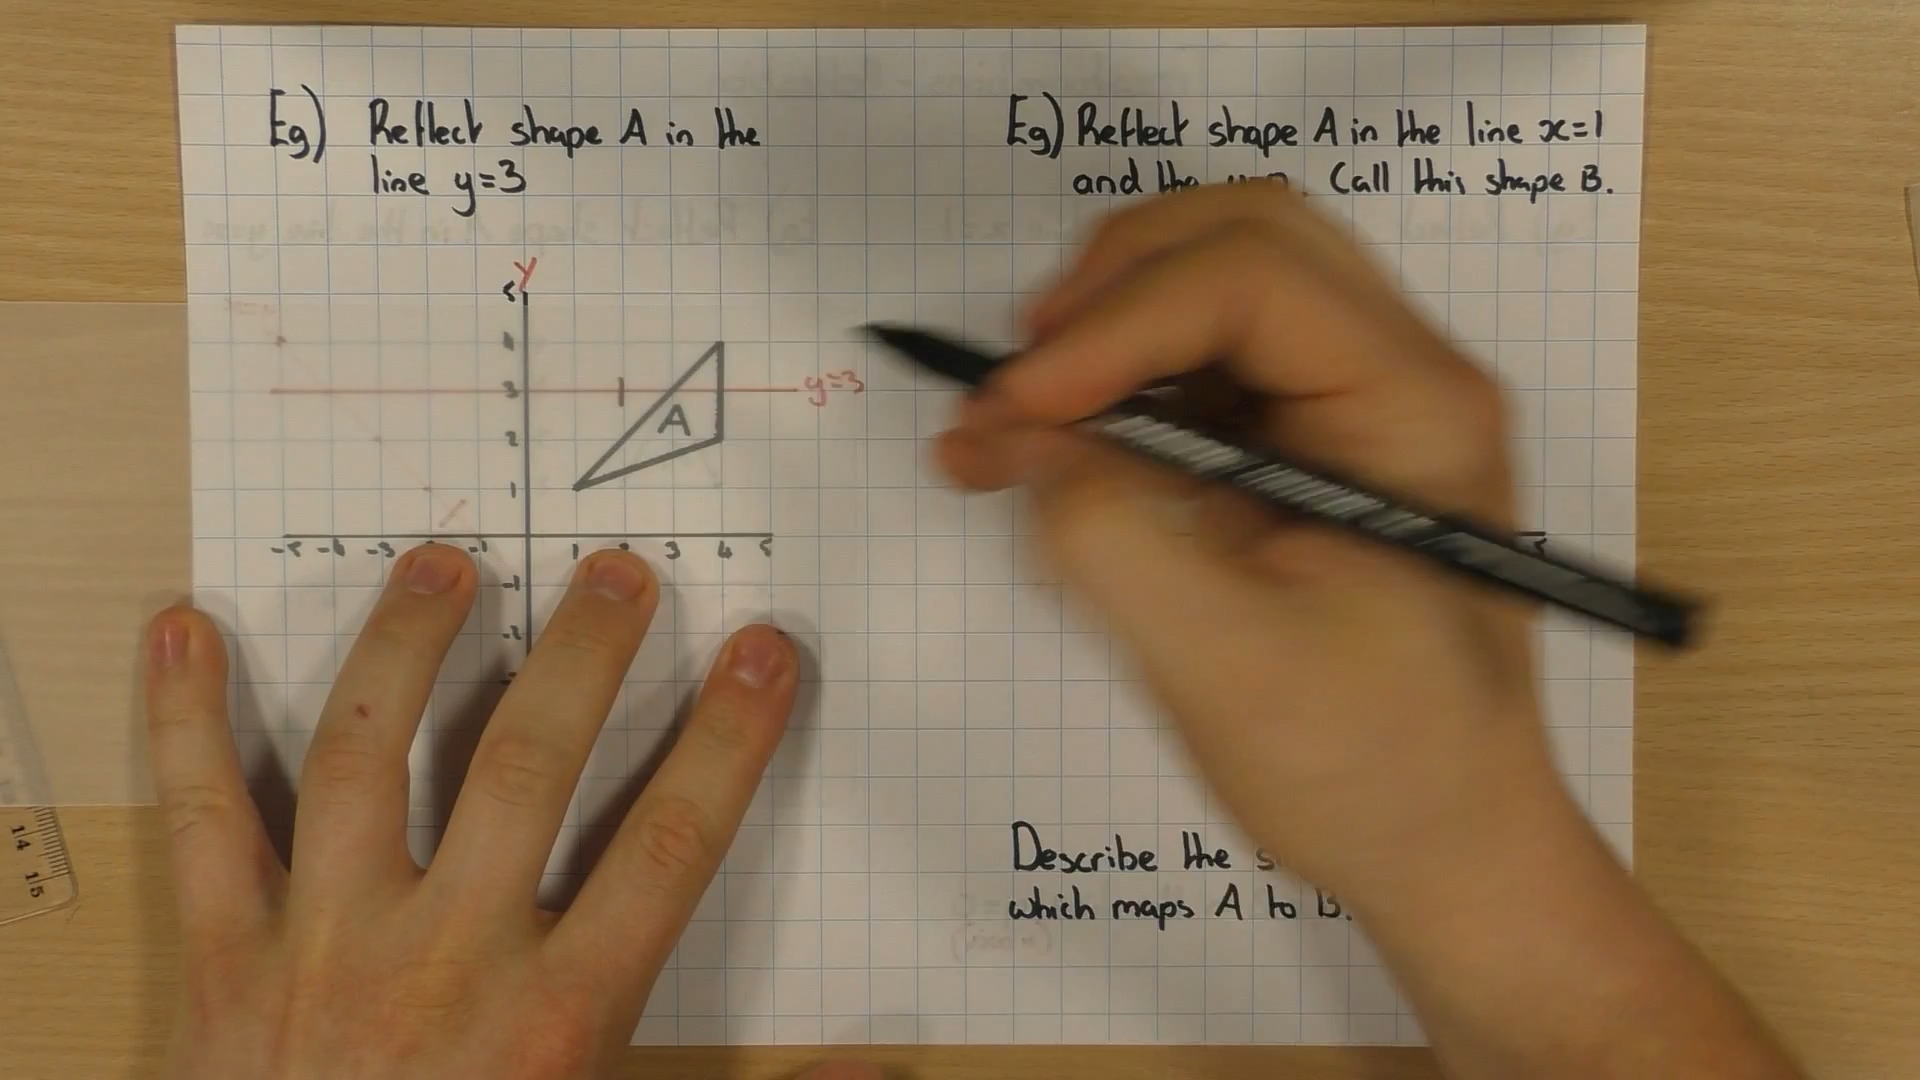 Eg) Reflect shape A in the
line y=3
Y
5
4
3
2
1
-5 -4 -3 -1 1 3 4 5
-1
-2
A
y=3
Eg) Reflect shape A in the line x=1
and the. Call this shape B.
Describe the
which maps A to B.
14
15